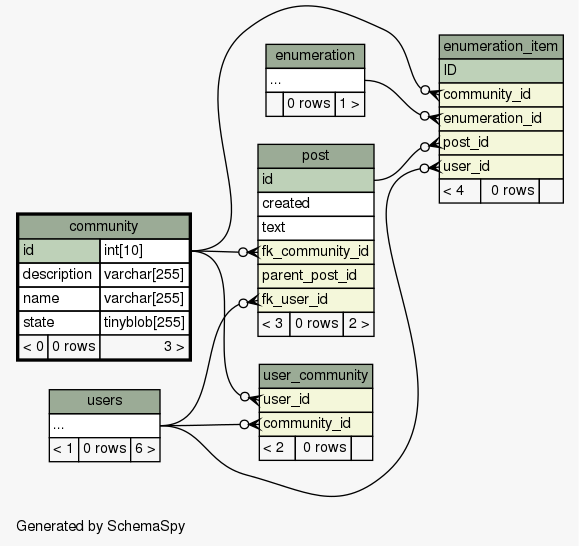 enumeration
...
0 rows 1 >
enumeration_item
ID
community_id
enumeration_id
post_id
user_id
< 4 0 rows
post
id
created
text
fk_community_id
parent_post_id
fk_user_id
< 3 0 rows 2 >
community
id int[10]
description varchar[255]
name varchar[255]
state tinyblob[255]
< 0 0 rows 3 >
user_community
user_id
community_id
< 2 0 rows
users
...
< 1 0 rows 6 >
Generated by SchemaSpy